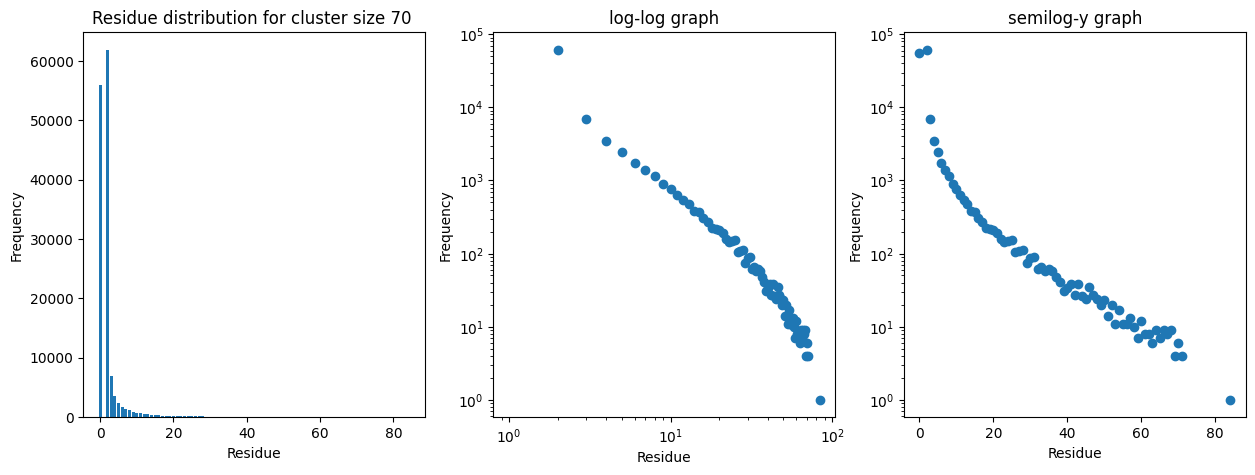 Residue distribution for cluster size 70
Frequency
60000
50000
40000
30000
20000
10000
0
0 20 40 60 80
Residue
log-log graph
Frequency
10^5
10^4
10^3
10^2
10^1
10^0
10^0 10^1 10^2
Residue
semilog-y graph
Frequency
10^5
10^4
10^3
10^2
10^1
10^0
0 20 40 60 80
Residue